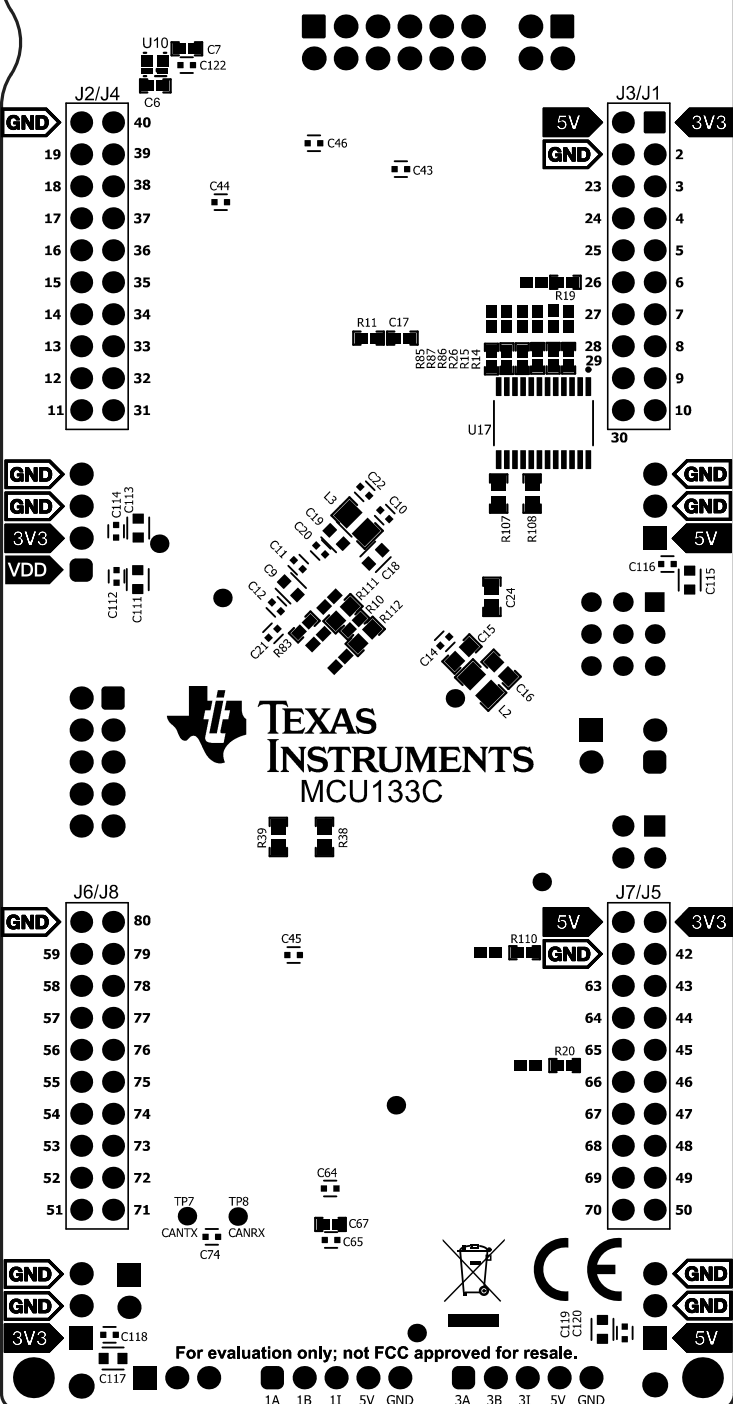 U10
C7
C122
C6
J2/J4
J3/J1
GND
40
5V
3V3
19
39
GND
2
C46
C43
18
38
23
3
C44
17
37
24
4
16
36
25
5
15
35
26
6
R19
14
34
27
7
R11
C17
13
33
28
8
29
R85
R87
R86
R26
R15
R14
12
32
9
11
31
10
U17
30
GND
GND
GND
GND
3V3
5V
VDD
C114
C113
C112
C111
L3
C32
C10
C19
C20
C18
C11
C9
C12
C21
R83
R111
R10
R112
R107
R108
C116
C115
C24
C14
C15
C16
L2
TEXAS
INSTRUMENTS
MCU133C
R39
R38
J6/J8
J7/J5
GND
80
5V
3V3
59
79
C45
R110
GND
42
58
78
63
43
57
77
64
44
56
76
R20
65
45
55
75
66
46
54
74
67
47
53
73
68
48
52
72
69
49
51
71
70
50
C64
TP7
TP8
CANTX
CANRX
C74
C67
C65
CE
GND
GND
GND
GND
3V3
5V
C118
C117
C119
C120
For evaluation only; not FCC approved for resale.
1A
1B
1I
5V
GND
3A
3B
3I
5V
GND